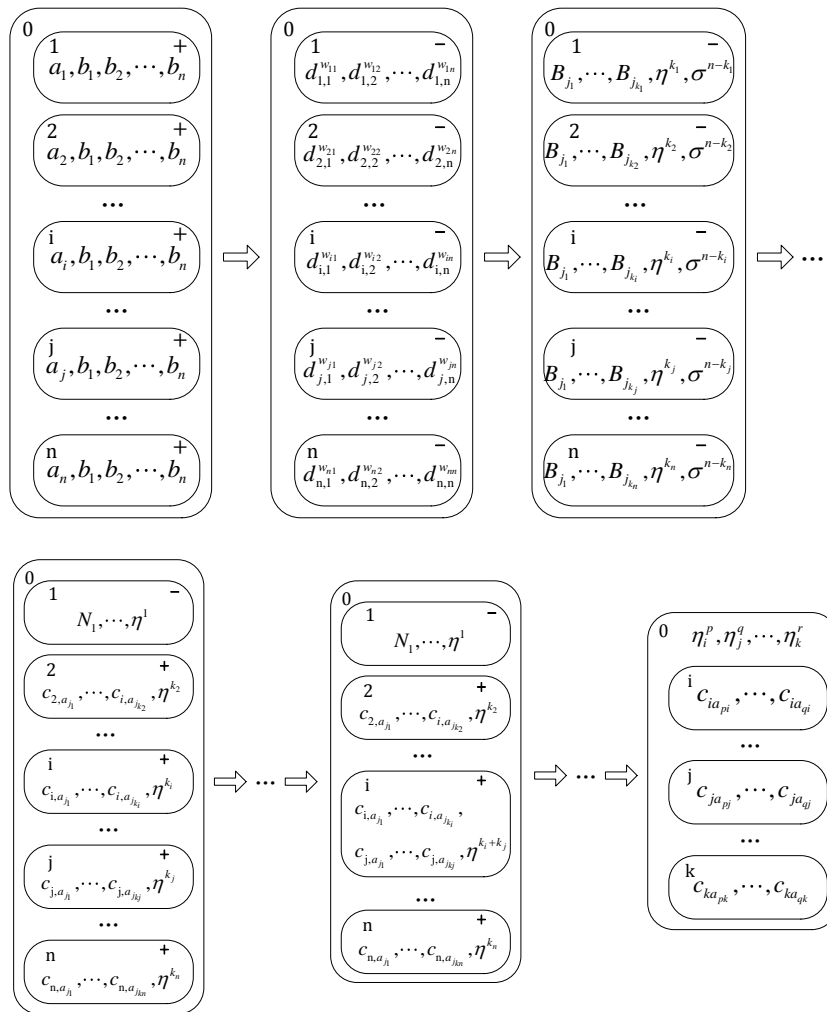 0
1 +
a_1, b_1, b_2, ⋯, b_n
2 +
a_2, b_1, b_2, ⋯, b_n
...
i +
a_i, b_1, b_2, ⋯, b_n
...
j +
a_j, b_1, b_2, ⋯, b_n
...
n +
a_n, b_1, b_2, ⋯, b_n
0
1 −
d_{1,1}^{w_{11}}, d_{1,2}^{w_{12}}, ⋯, d_{1,n}^{w_{1n}}
2 −
d_{2,1}^{w_{21}}, d_{2,2}^{w_{22}}, ⋯, d_{2,n}^{w_{2n}}
...
i −
d_{i,1}^{w_{i1}}, d_{i,2}^{w_{i2}}, ⋯, d_{i,n}^{w_{in}}
...
j −
d_{j,1}^{w_{j1}}, d_{j,2}^{w_{j2}}, ⋯, d_{j,n}^{w_{jn}}
...
n −
d_{n,1}^{w_{n1}}, d_{n,2}^{w_{n2}}, ⋯, d_{n,n}^{w_{nn}}
0
1 −
B_{j_1}, ⋯, B_{j_{k_1}}, η^{k_1}, σ^{n−k_1}
2 −
B_{j_1}, ⋯, B_{j_{k_2}}, η^{k_2}, σ^{n−k_2}
...
i −
B_{j_1}, ⋯, B_{j_{k_i}}, η^{k_i}, σ^{n−k_i}
...
j −
B_{j_1}, ⋯, B_{j_{k_j}}, η^{k_j}, σ^{n−k_j}
...
n −
B_{j_1}, ⋯, B_{j_{k_n}}, η^{k_n}, σ^{n−k_n}
...
0
1 −
N_1, ⋯, η^1
2 +
c_{2,a_{j_1}}, ⋯, c_{i,a_{j_{k_2}}}, η^{k_2}
...
i +
c_{i,a_{j_1}}, ⋯, c_{i,a_{j_{k_i}}}, η^{k_i}
...
j +
c_{j,a_{j_1}}, ⋯, c_{j,a_{j_{kj}}}, η^{k_j}
...
n +
c_{n,a_{j_1}}, ⋯, c_{n,a_{j_{kn}}}, η^{k_n}
...
0
1 −
N_1, ⋯, η^1
2 +
c_{2,a_{j_1}}, ⋯, c_{i,a_{j_{k_2}}}, η^{k_2}
...
i +
c_{i,a_{j_1}}, ⋯, c_{i,a_{j_{k_i}}},
c_{j,a_{j_1}}, ⋯, c_{j,a_{j_{kj}}}, η^{k_i+k_j}
...
n +
c_{n,a_{j_1}}, ⋯, c_{n,a_{j_{kn}}}, η^{k_n}
...
0 η_i^p, η_j^q, ⋯, η_k^r
i c_{ia_{pi}}, ⋯, c_{ia_{qi}}
...
j c_{ja_{pj}}, ⋯, c_{ja_{qj}}
...
k c_{ka_{pk}}, ⋯, c_{ka_{qk}}